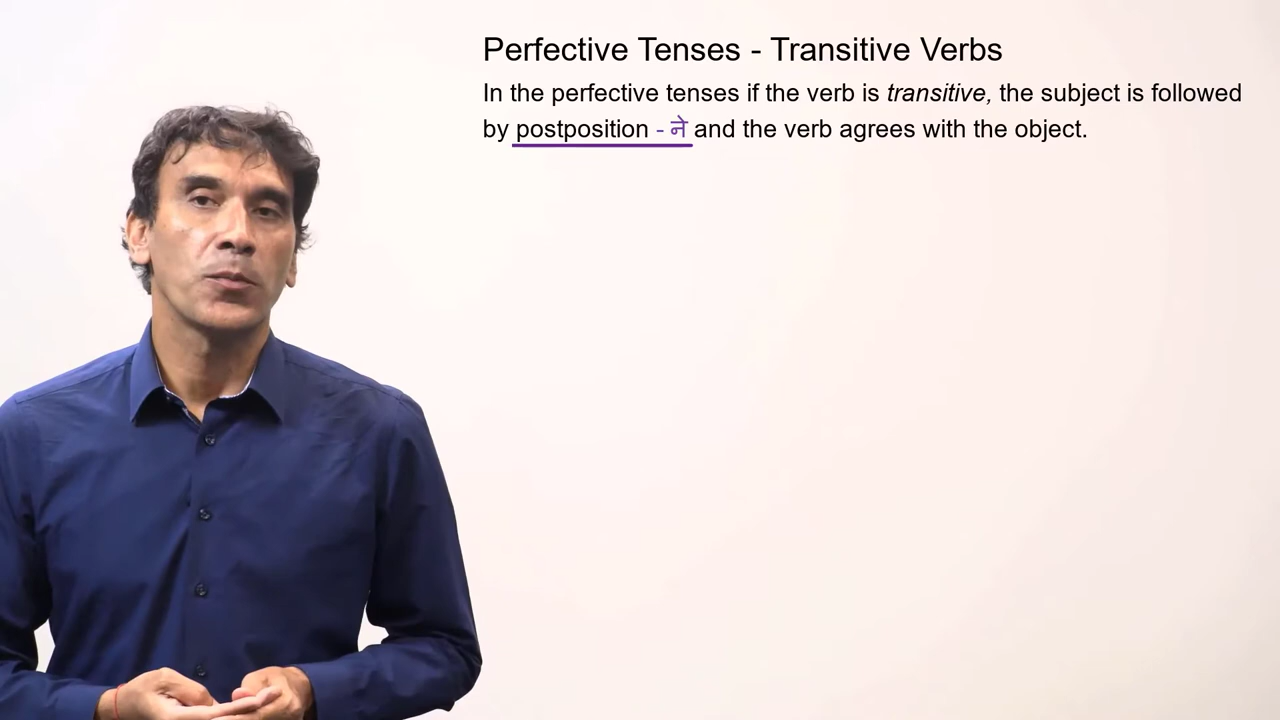 Perfective Tenses - Transitive Verbs
In the perfective tenses if the verb is transitive, the subject is followed
by postposition - ने and the verb agrees with the object.